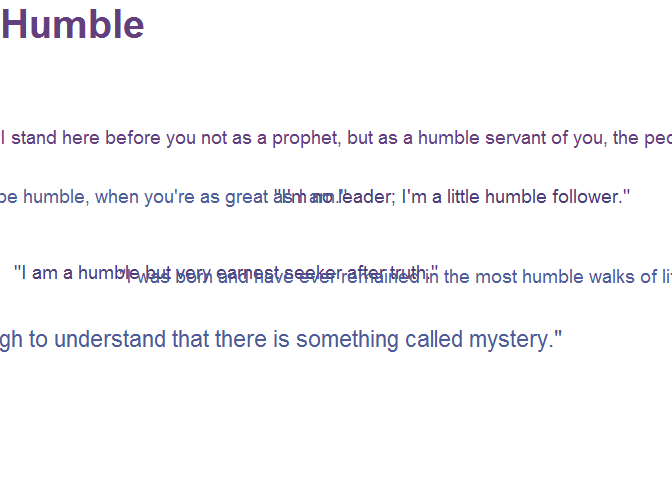 Humble
I stand here before you not as a prophet, but as a humble servant of you, the
be humble, when you're as great as I am."
"I'm no leader; I'm a little humble follower."
"I am a humble but very earnest seeker after truth."
"I was born and have ever remained in the most humble walks of
to understand that there is something called mystery."